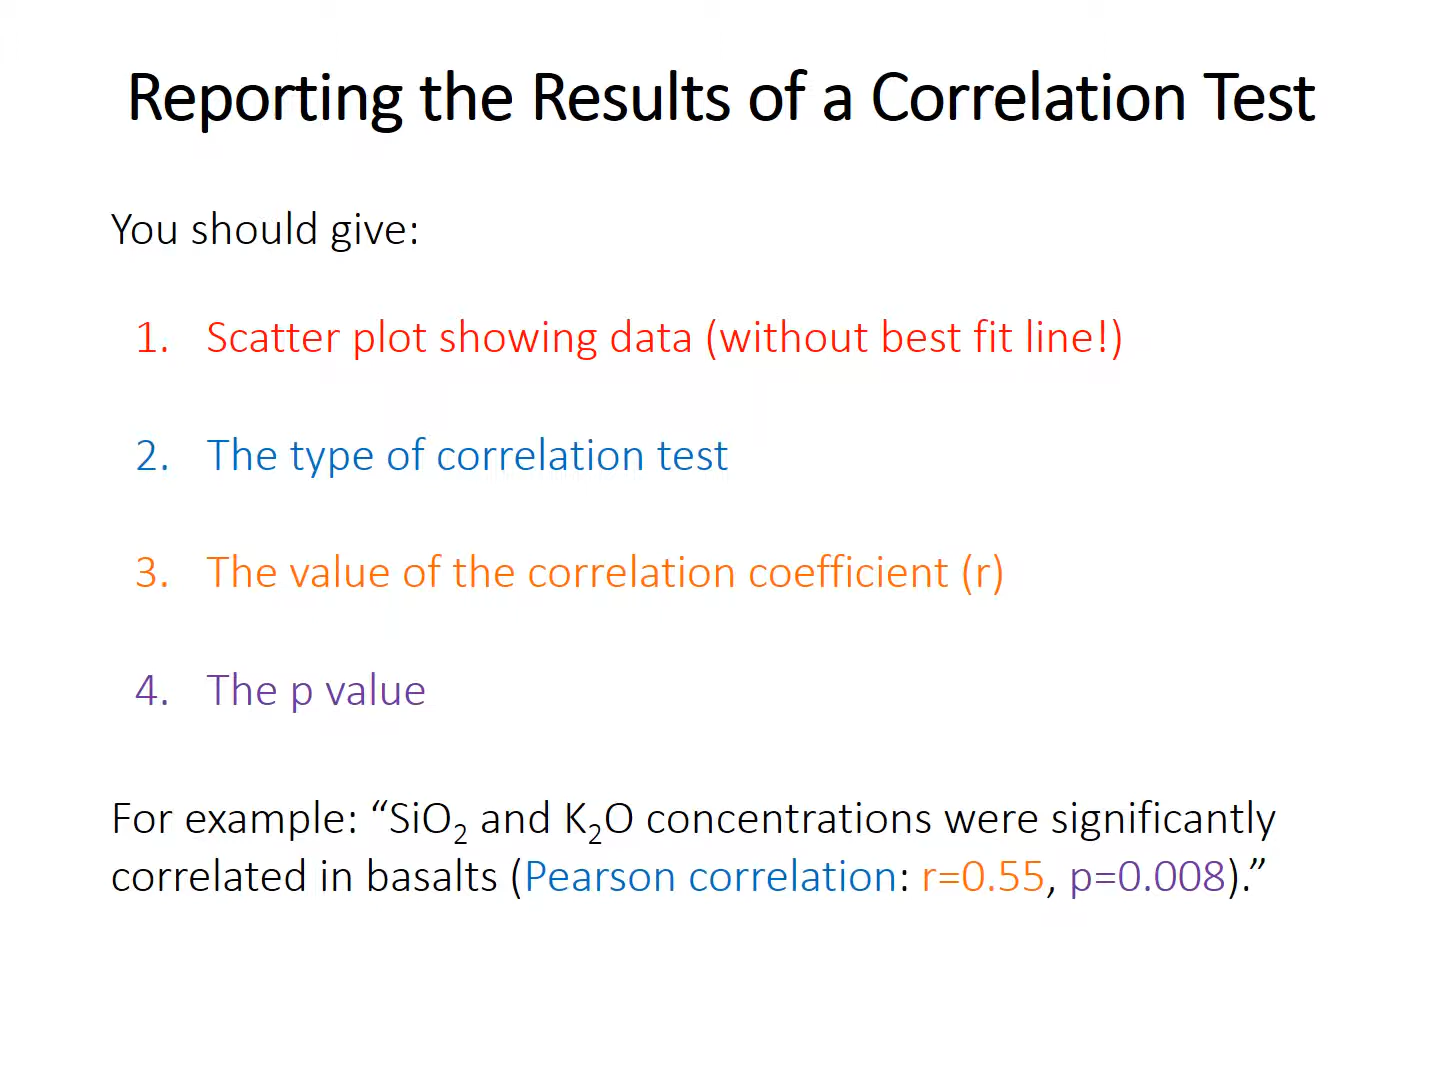 Reporting the Results of a Correlation Test
You should give:
1. Scatter plot showing data (without best fit line!)
2. The type of correlation test
3. The value of the correlation coefficient (r)
4. The p value
For example: “SiO₂ and K₂O concentrations were significantly
correlated in basalts (Pearson correlation: r=0.55, p=0.008).”